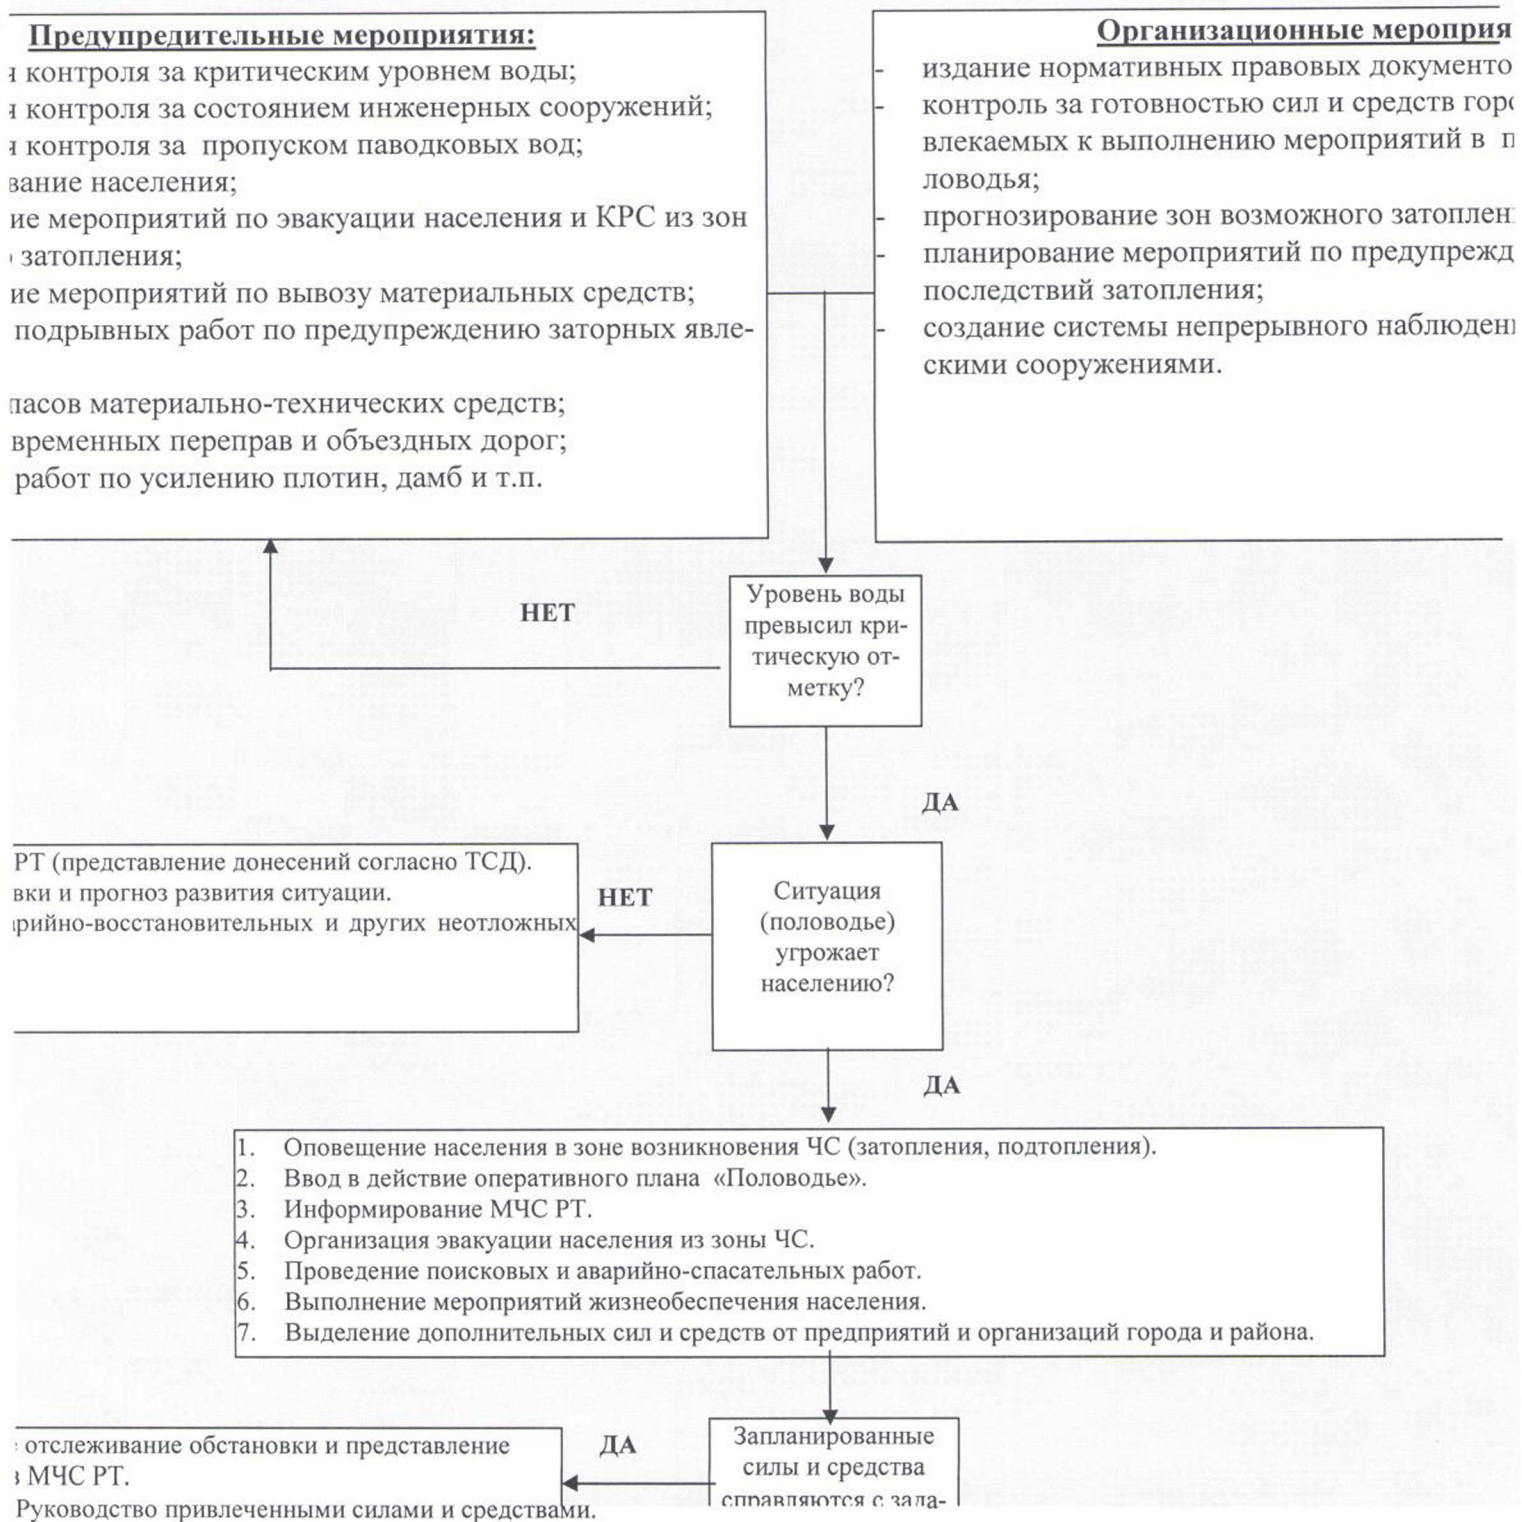 Предупредительные мероприятия:
контроля за критическим уровнем воды;
контроля за состоянием инженерных сооружений;
контроля за пропуском паводковых вод;
вание населения;
ие мероприятий по эвакуации населения и КРС из зон
затопления;
ие мероприятий по вывозу материальных средств;
подрывных работ по предупреждению заторных явле-
пасов материально-технических средств;
временных переправ и объездных дорог;
работ по усилению плотин, дамб и т.п.
Организационные мероприя
- издание нормативных правовых документо
- контроль за готовностью сил и средств горо
влекаемых к выполнению мероприятий в п
ловодья;
- прогнозирование зон возможного затоплен
- планирование мероприятий по предупрежд
последствий затопления;
- создание системы непрерывного наблюден
скими сооружениями.
НЕТ
Уровень воды
превысил кри-
тическую от-
метку?
ДА
РТ (представление донесений согласно ТСД).
вки и прогноз развития ситуации.
арийно-восстановительных и других неотложных
НЕТ
Ситуация
(половодье)
угрожает
населению?
ДА
1. Оповещение населения в зоне возникновения ЧС (затопления, подтопления).
2. Ввод в действие оперативного плана «Половодье».
3. Информирование МЧС РТ.
4. Организация эвакуации населения из зоны ЧС.
5. Проведение поисковых и аварийно-спасательных работ.
6. Выполнение мероприятий жизнеобеспечения населения.
7. Выделение дополнительных сил и средств от предприятий и организаций города и района.
отслеживание обстановки и представление
в МЧС РТ.
Руководство привлеченными силами и средствами.
ДА
Запланированные
силы и средства
справляются с зада-